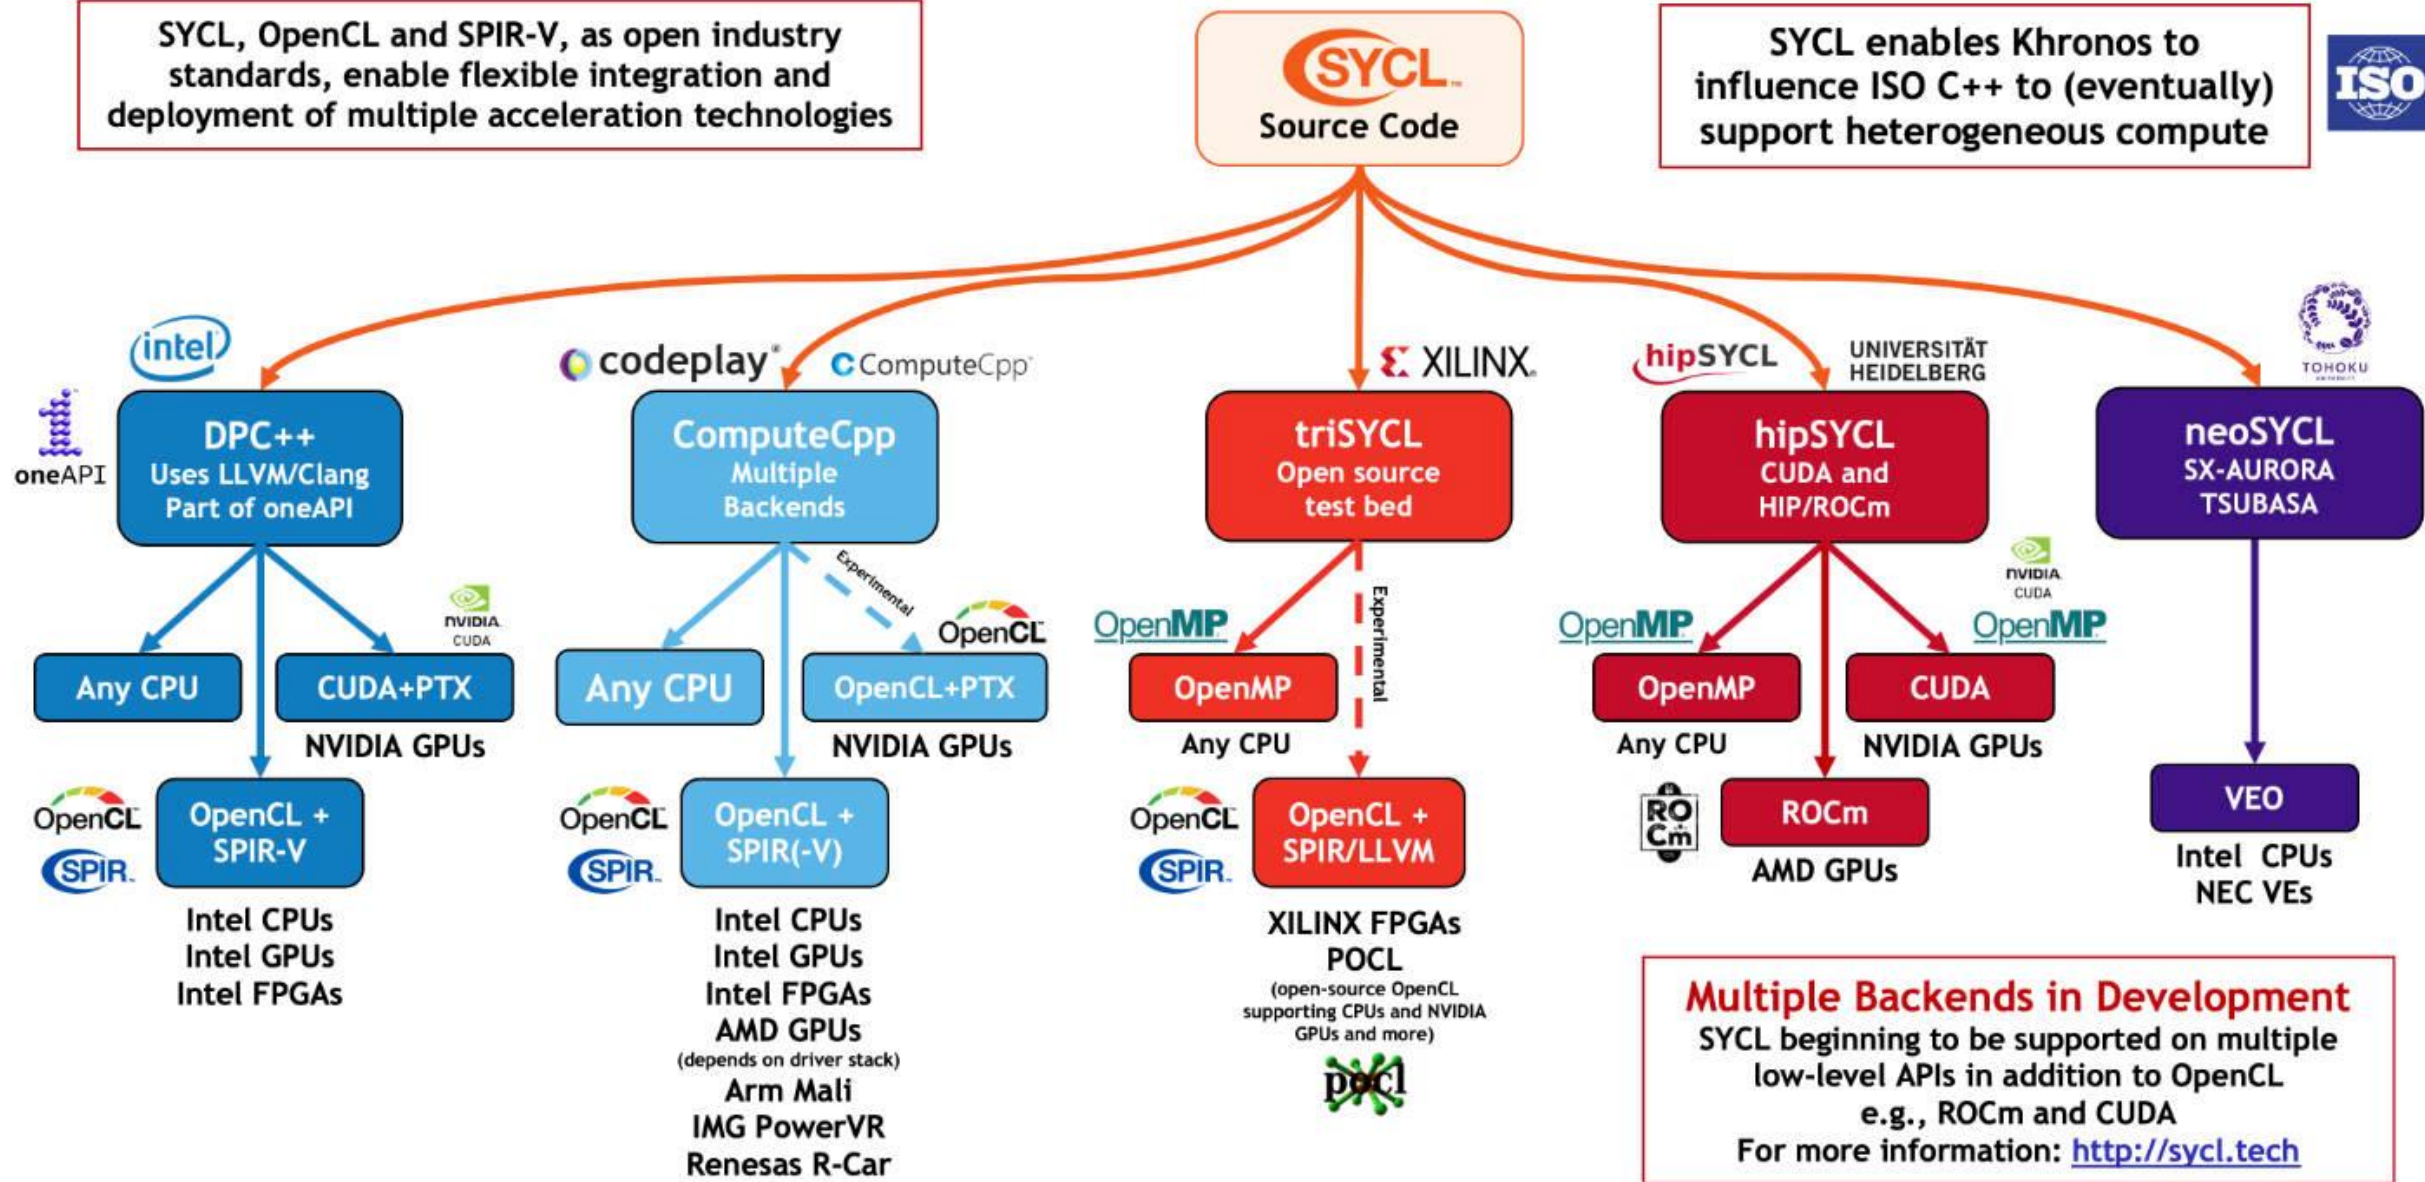 SYCL, OpenCL and SPIR-V, as open industry
standards, enable flexible integration and
deployment of multiple acceleration technologies
SYCL™
Source Code
SYCL enables Khronos to
influence ISO C++ to (eventually)
support heterogeneous compute
ISO
intel
oneAPI
DPC++
Uses LLVM/Clang
Part of oneAPI
codeplay®
ComputeCpp™
ComputeCpp
Multiple
Backends
XILINX
triSYCL
Open source
test bed
hipSYCL
UNIVERSITÄT
HEIDELBERG
hipSYCL
CUDA and
HIP/ROCm
TOHOKU
UNIVERSITY
neoSYCL
SX-AURORA
TSUBASA
NVIDIA
CUDA
Any CPU
CUDA+PTX
NVIDIA GPUs
OpenCL
SPIR™
OpenCL +
SPIR-V
Intel CPUs
Intel GPUs
Intel FPGAs
Experimental
OpenCL
Any CPU
OpenCL+PTX
NVIDIA GPUs
OpenCL
SPIR™
OpenCL +
SPIR(-V)
Intel CPUs
Intel GPUs
Intel FPGAs
AMD GPUs
(depends on driver stack)
Arm Mali
IMG PowerVR
Renesas R-Car
OpenMP
Experimental
OpenMP
Any CPU
OpenCL
SPIR™
OpenCL +
SPIR/LLVM
XILINX FPGAs
POCL
(open-source OpenCL
supporting CPUs and NVIDIA
GPUs and more)
pocl
OpenMP
NVIDIA
CUDA
OpenMP
OpenMP
CUDA
Any CPU
NVIDIA GPUs
ROCm
ROCm
AMD GPUs
VEO
Intel CPUs
NEC VEs
Multiple Backends in Development
SYCL beginning to be supported on multiple
low-level APIs in addition to OpenCL
e.g., ROCm and CUDA
For more information: http://sycl.tech